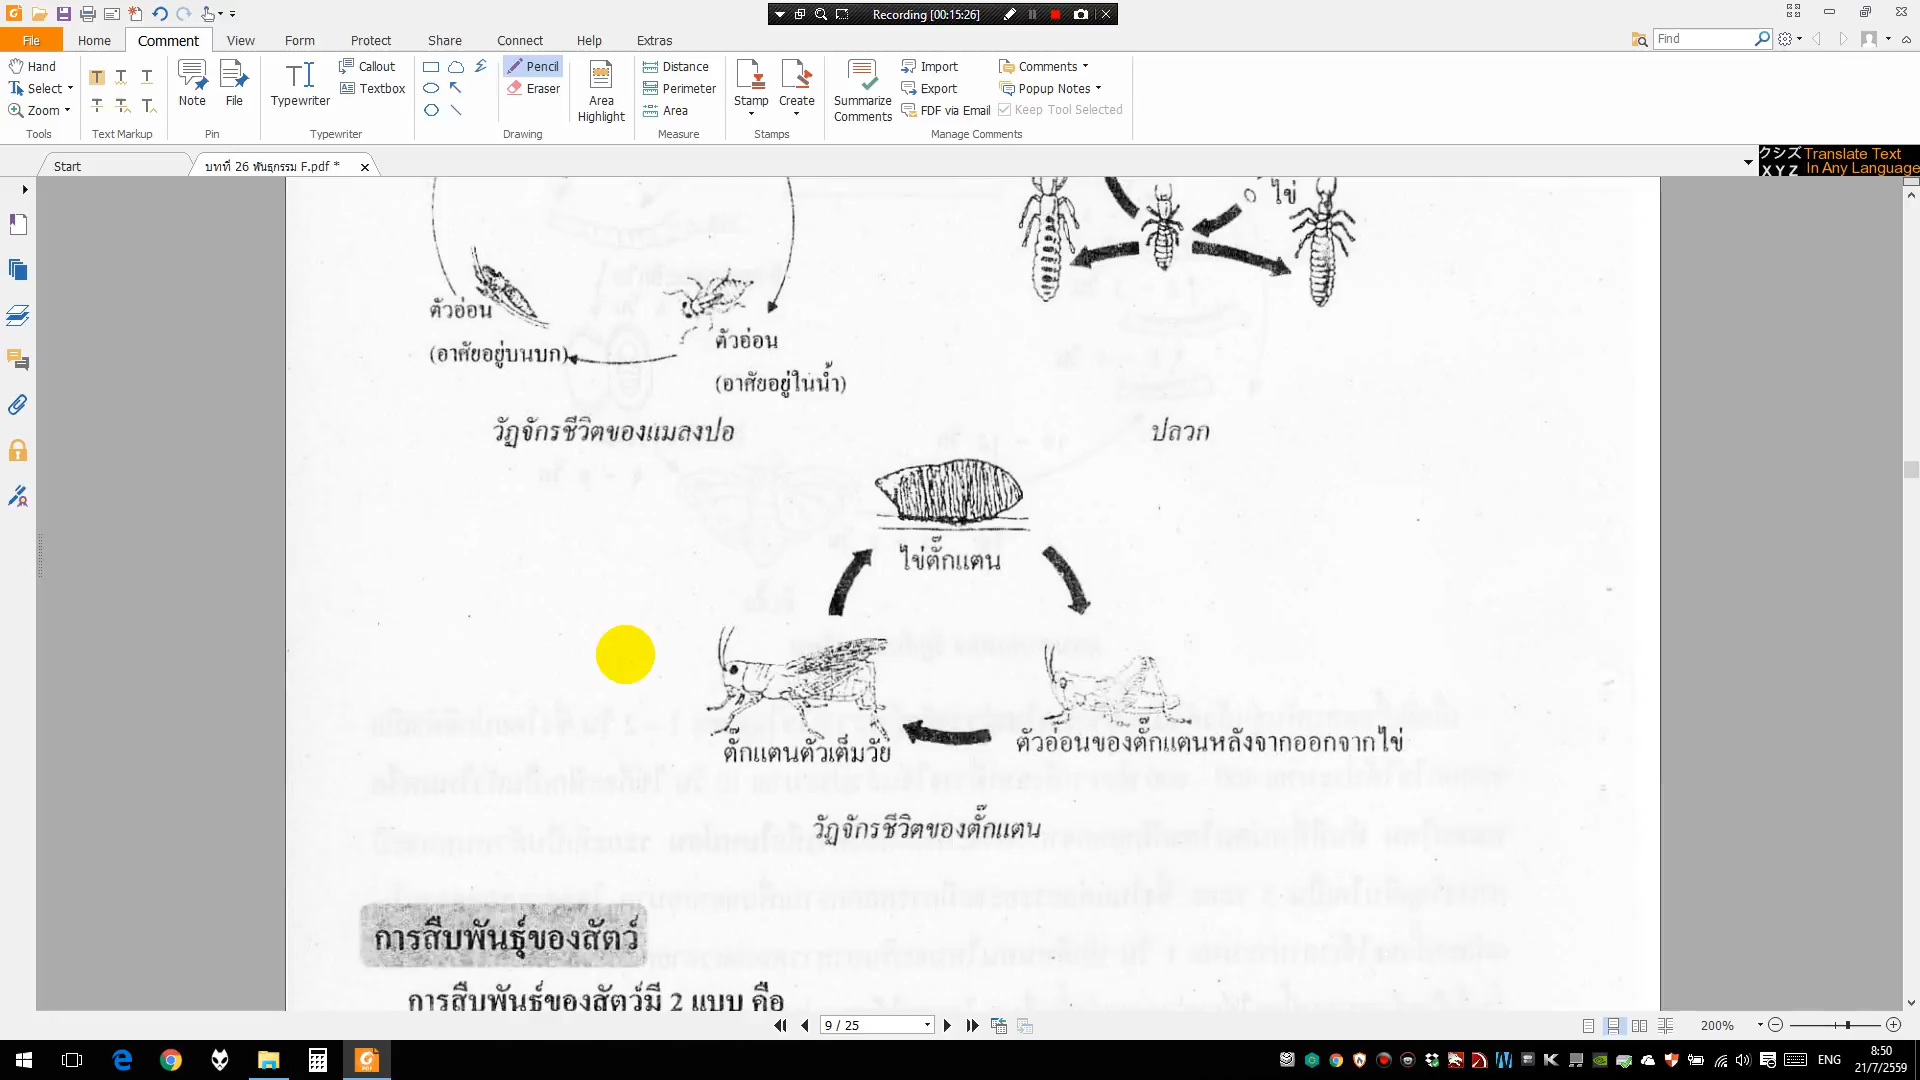 Recording [00:15:26]
File Home Comment View Form Protect Share Connect Help Extras
Find
Hand
Select
Zoom
Tools
Text Markup
Note
File
Pin
Typewriter
Callout
Textbox
Typewriter
Pencil
Eraser
Drawing
Area Highlight
Distance
Perimeter
Area
Measure
Stamp
Create
Stamps
Summarize Comments
Import
Export
FDF via Email
Comments
Popup Notes
Keep Tool Selected
Manage Comments
Start
บทที่ 26 พันธุกรรม F.pdf *
クシズ Translate Text
XYZ In Any Language
ไข่
ตัวอ่อน
(อาศัยอยู่บนบก)
ตัวอ่อน
(อาศัยอยู่ในน้ำ)
วัฏจักรชีวิตของแมลงปอ
ปลวก
ไข่ตั๊กแตน
ตั๊กแตนตัวเต็มวัย
ตัวอ่อนของตั๊กแตนหลังจากออกจากไข่
วัฏจักรชีวิตของตั๊กแตน
การสืบพันธุ์ของสัตว์
การสืบพันธ์ของสัตว์มี 2 แบบ คือ
9 / 25
200%
ENG
8:50
21/7/2559